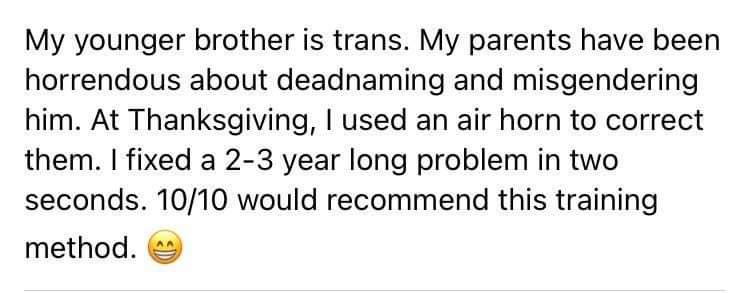 My younger brother is trans. My parents have been
horrendous about deadnaming and misgendering
him. At Thanksgiving, I used an air horn to correct
them. I fixed a 2-3 year long problem in two
seconds. 10/10 would recommend this training
method. 😁